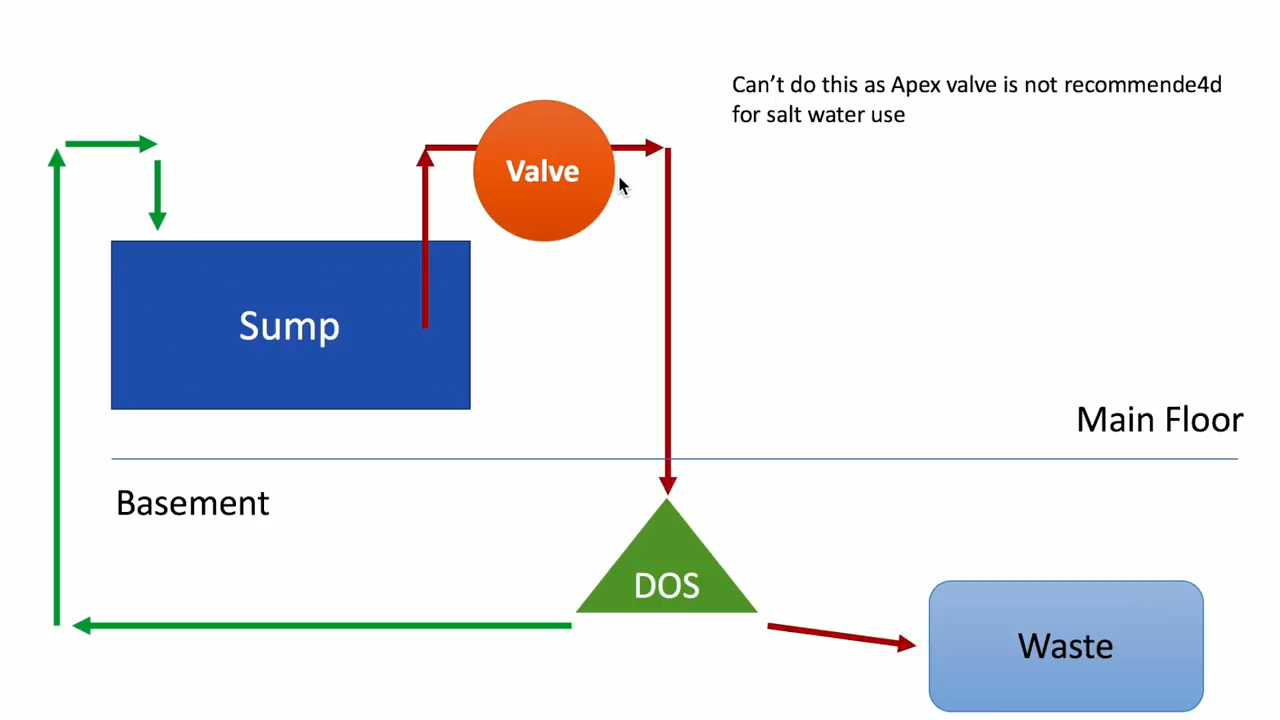 Can't do this as Apex valve is not recommende4d
for salt water use
Valve
Sump
Main Floor
Basement
DOS
Waste